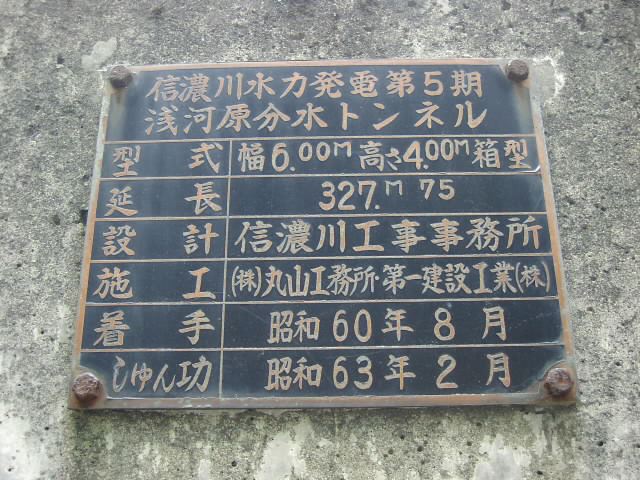 信濃川水力発電第5期
浅河原分水トンネル
型式 幅6.00M 高さ4.00M 箱型
延長 327.M 75
設計 信濃川工事事務所
施工 (株)丸山工務所・第一建設工業(株)
着手 昭和60年8月
しゅん功 昭和63年2月